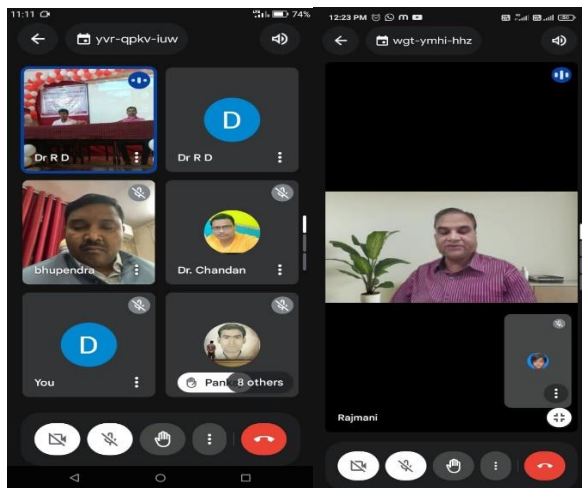 11:11
74%
yvr-qpkv-iuw
Dr R D
D
Dr R D
bhupendra
Dr. Chandan
D
You
Panka
8 others
12:23 PM
wgt-ymhi-hhz
Rajmani